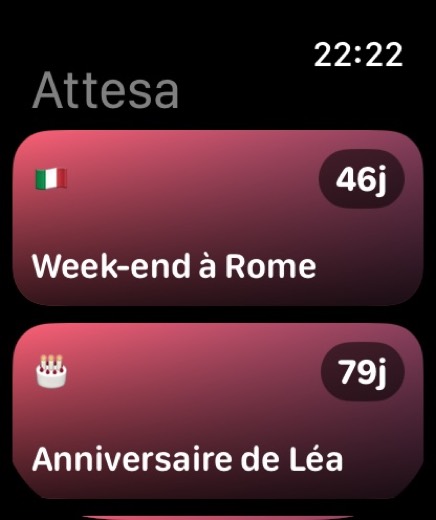 22:22
Attesa
46j
Week-end à Rome
79j
Anniversaire de Léa